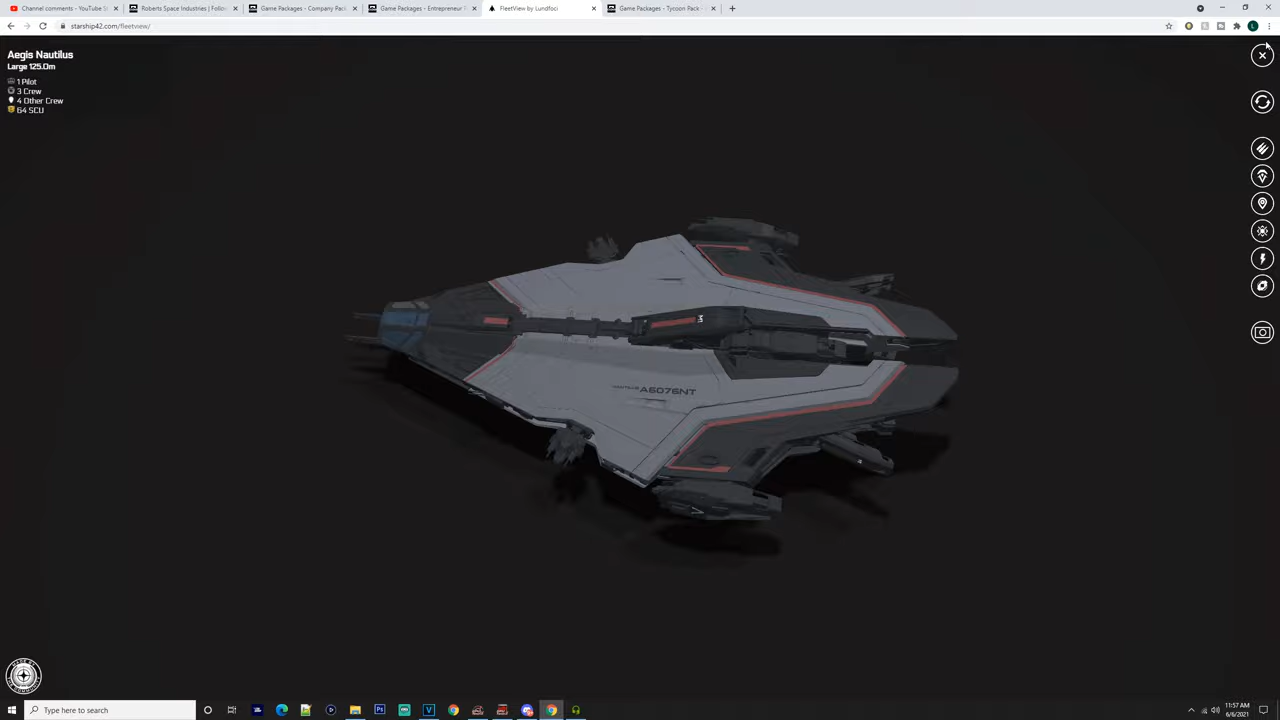 Channel comments - YouTube S
Roberts Space Industries | Follow
Game Packages - Company Pack
Game Packages - Entrepreneur P
FleetView by Lundfoci
Game Packages - Tycoon Pack -
starship42.com/fleetview/
L
Aegis Nautilus
Large 125.0m
1 Pilot
3 Crew
4 Other Crew
64 SCU
A6076NT
Type here to search
11:57 AM
6/6/2021